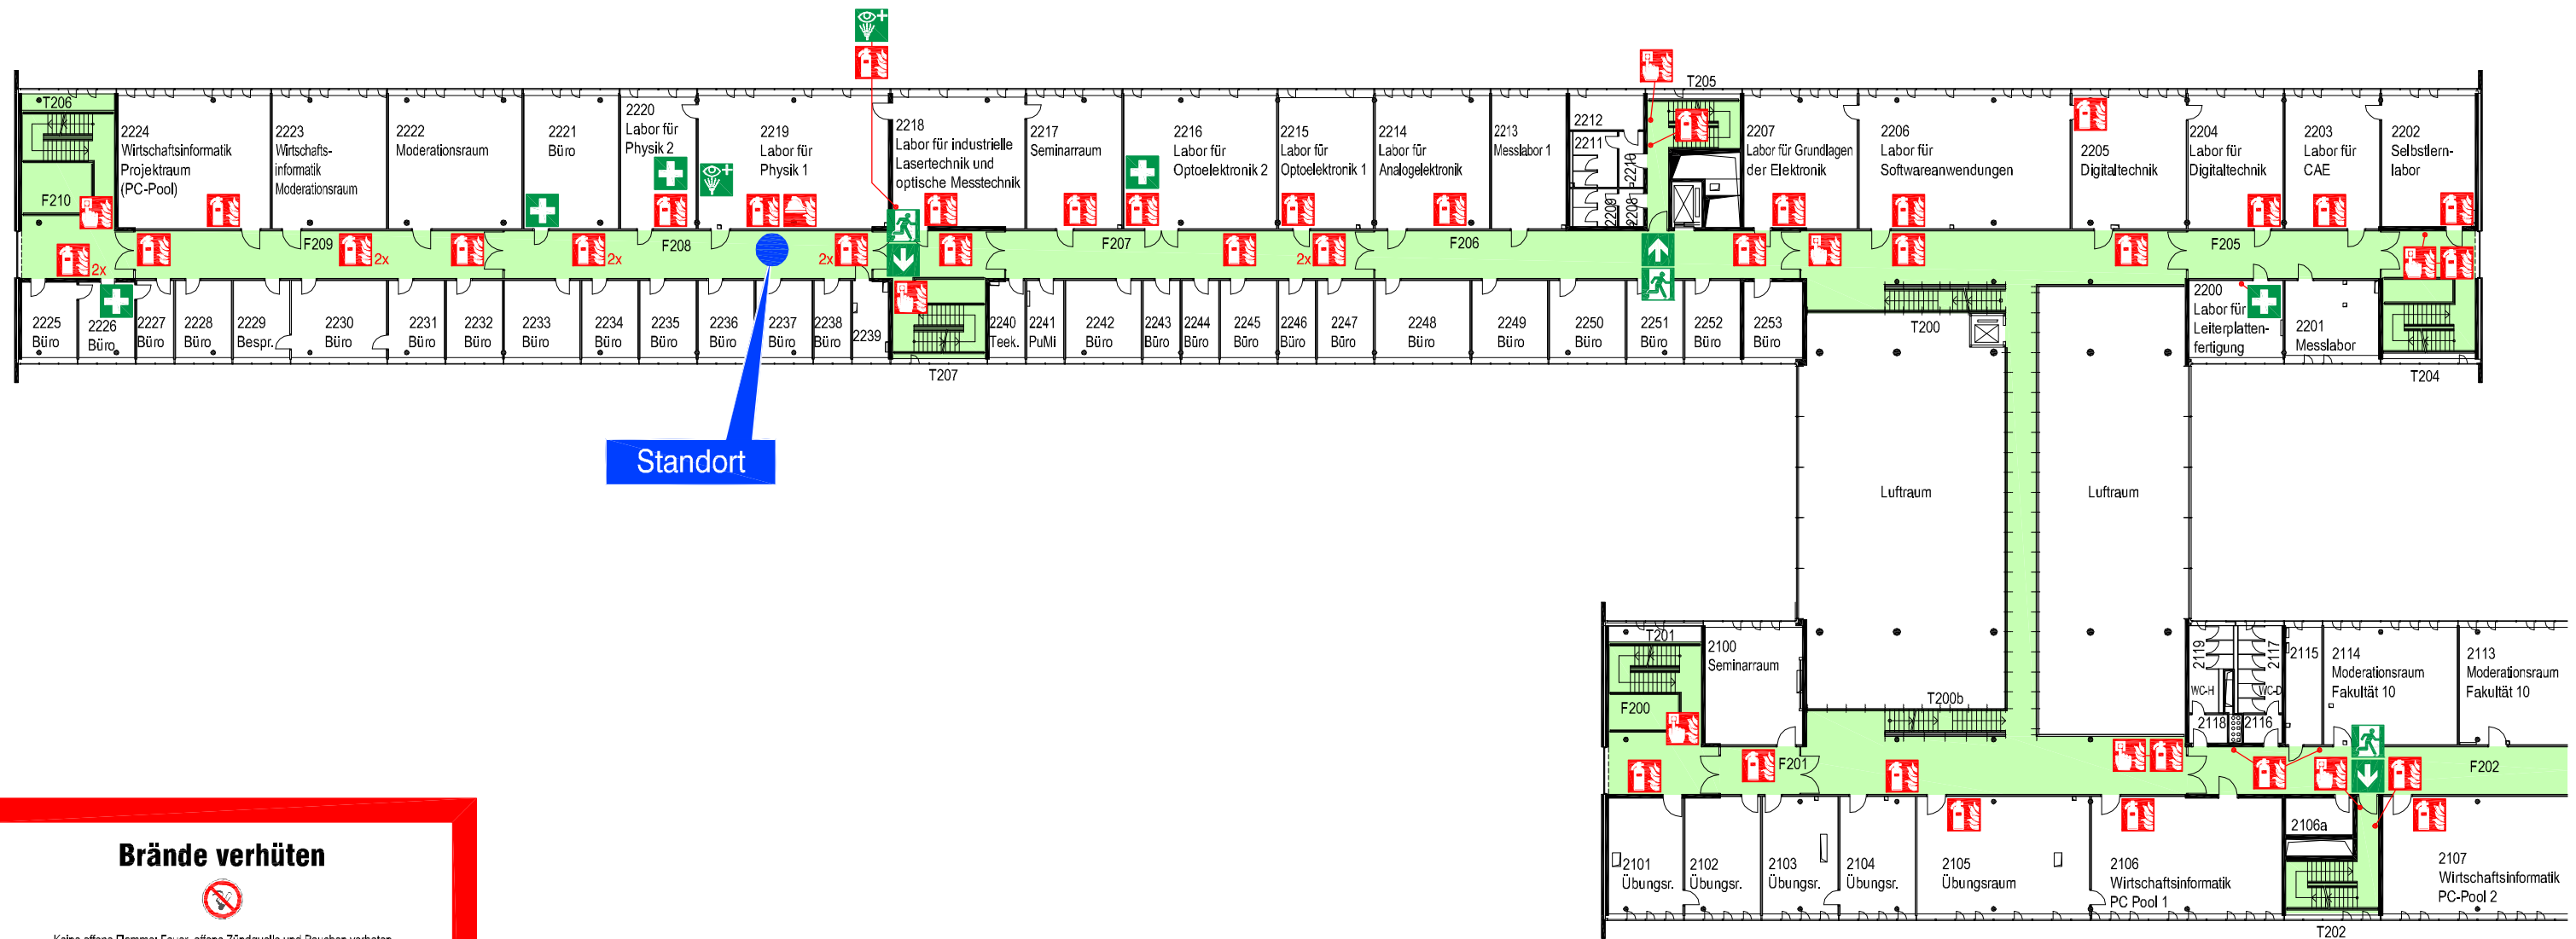 T205
T206
2224
Wirtschaftsinformatik
Projektraum
(PC-Pool)
2223
Wirtschafts-
informatik
Moderationsraum
2222
Moderationsraum
2221
Büro
2220
Labor für
Physik 2
2219
Labor für
Physik 1
2218
Labor für industrielle
Lasertechnik und
optische Messtechnik
2217
Seminarraum
2216
Labor für
Optoelektronik 2
2215
Labor für
Optoelektronik 1
2214
Labor für
Analogelektronik
2213
Messlabor 1
2212
2211
2210
2209
2208
2207
Labor für Grundlagen
der Elektronik
2206
Labor für
Softwareanwendungen
2205
Digitaltechnik
2204
Labor für
Digitaltechnik
2203
Labor für
CAE
2202
Selbstlern-
labor
F210
F209
F208
F207
F206
F205
2x
2x
2x
2x
2x
2225
Büro
2226
Büro
2227
Büro
2228
Büro
2229
Bespr.
2230
Büro
2231
Büro
2232
Büro
2233
Büro
2234
Büro
2235
Büro
2236
Büro
2237
Büro
2238
Büro
2239
2240
Teek.
2241
PuMi
2242
Büro
2243
Büro
2244
Büro
2245
Büro
2246
Büro
2247
Büro
2248
Büro
2249
Büro
2250
Büro
2251
Büro
2252
Büro
2253
Büro
T200
2200
Labor für
Leiterplatten-
fertigung
2201
Messlabor
T207
T204
Standort
Luftraum
Luftraum
T201
2100
Seminarraum
F200
T200b
2119
WC-H
2118
2117
WC-D
2116
2115
2114
Moderationsraum
Fakultät 10
2113
Moderationsraum
Fakultät 10
F201
F202
2101
Übungsr.
2102
Übungsr.
2103
Übungsr.
2104
Übungsr.
2105
Übungsraum
2106
Wirtschaftsinformatik
PC Pool 1
2106a
2107
Wirtschaftsinformatik
PC-Pool 2
T202
Brände verhüten
Keine offene Flamme; Feuer, offene Zündquelle und Rauchen verboten